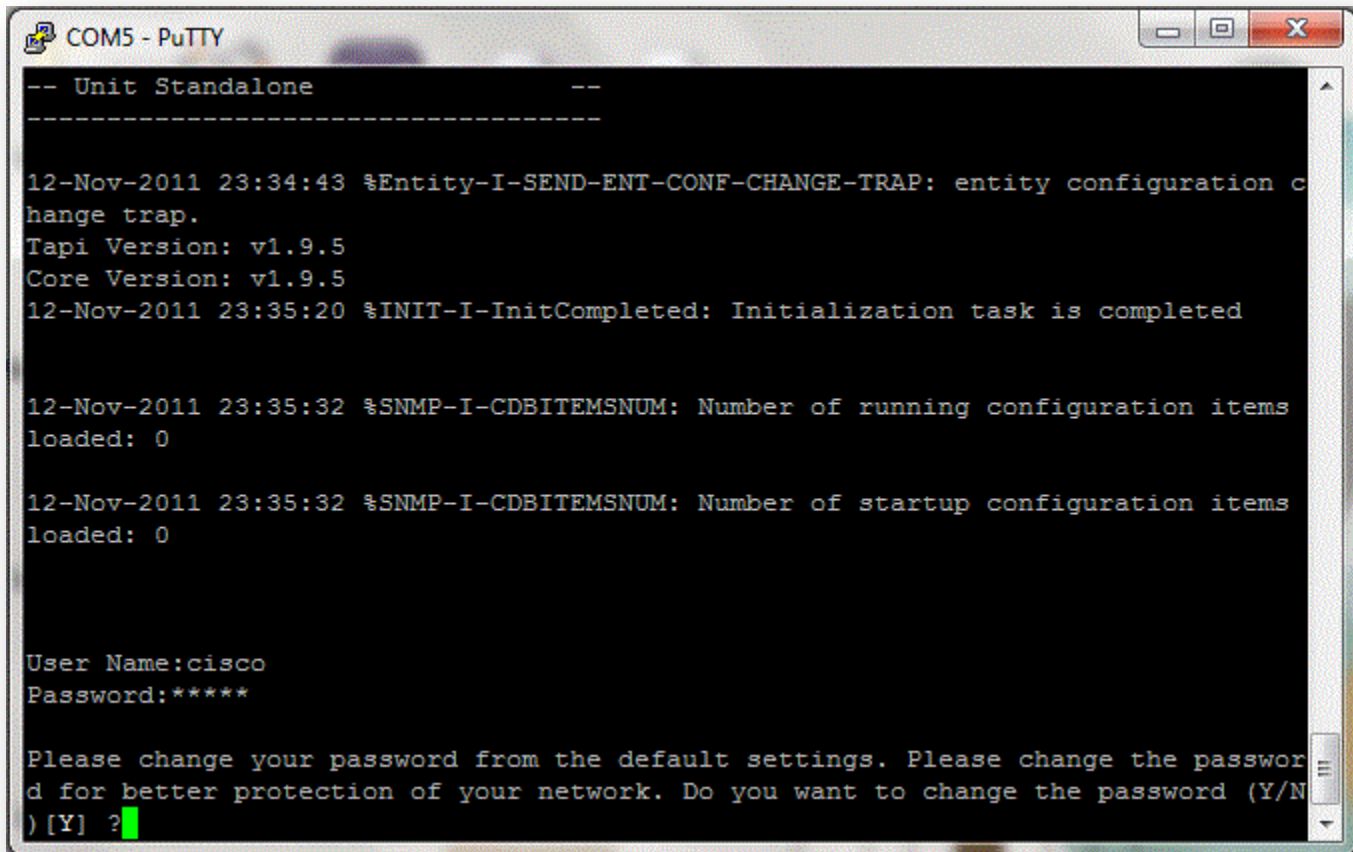 COM5 - PuTTY
-- Unit Standalone                --
------------------------------------
12-Nov-2011 23:34:43 %Entity-I-SEND-ENT-CONF-CHANGE-TRAP: entity configuration c
hange trap.
Tapi Version: v1.9.5
Core Version: v1.9.5
12-Nov-2011 23:35:20 %INIT-I-InitCompleted: Initialization task is completed
12-Nov-2011 23:35:32 %SNMP-I-CDBITEMSNUM: Number of running configuration items
loaded: 0
12-Nov-2011 23:35:32 %SNMP-I-CDBITEMSNUM: Number of startup configuration items
loaded: 0
User Name:cisco
Password:*****
Please change your password from the default settings. Please change the passwor
d for better protection of your network. Do you want to change the password (Y/N
)[Y] ?